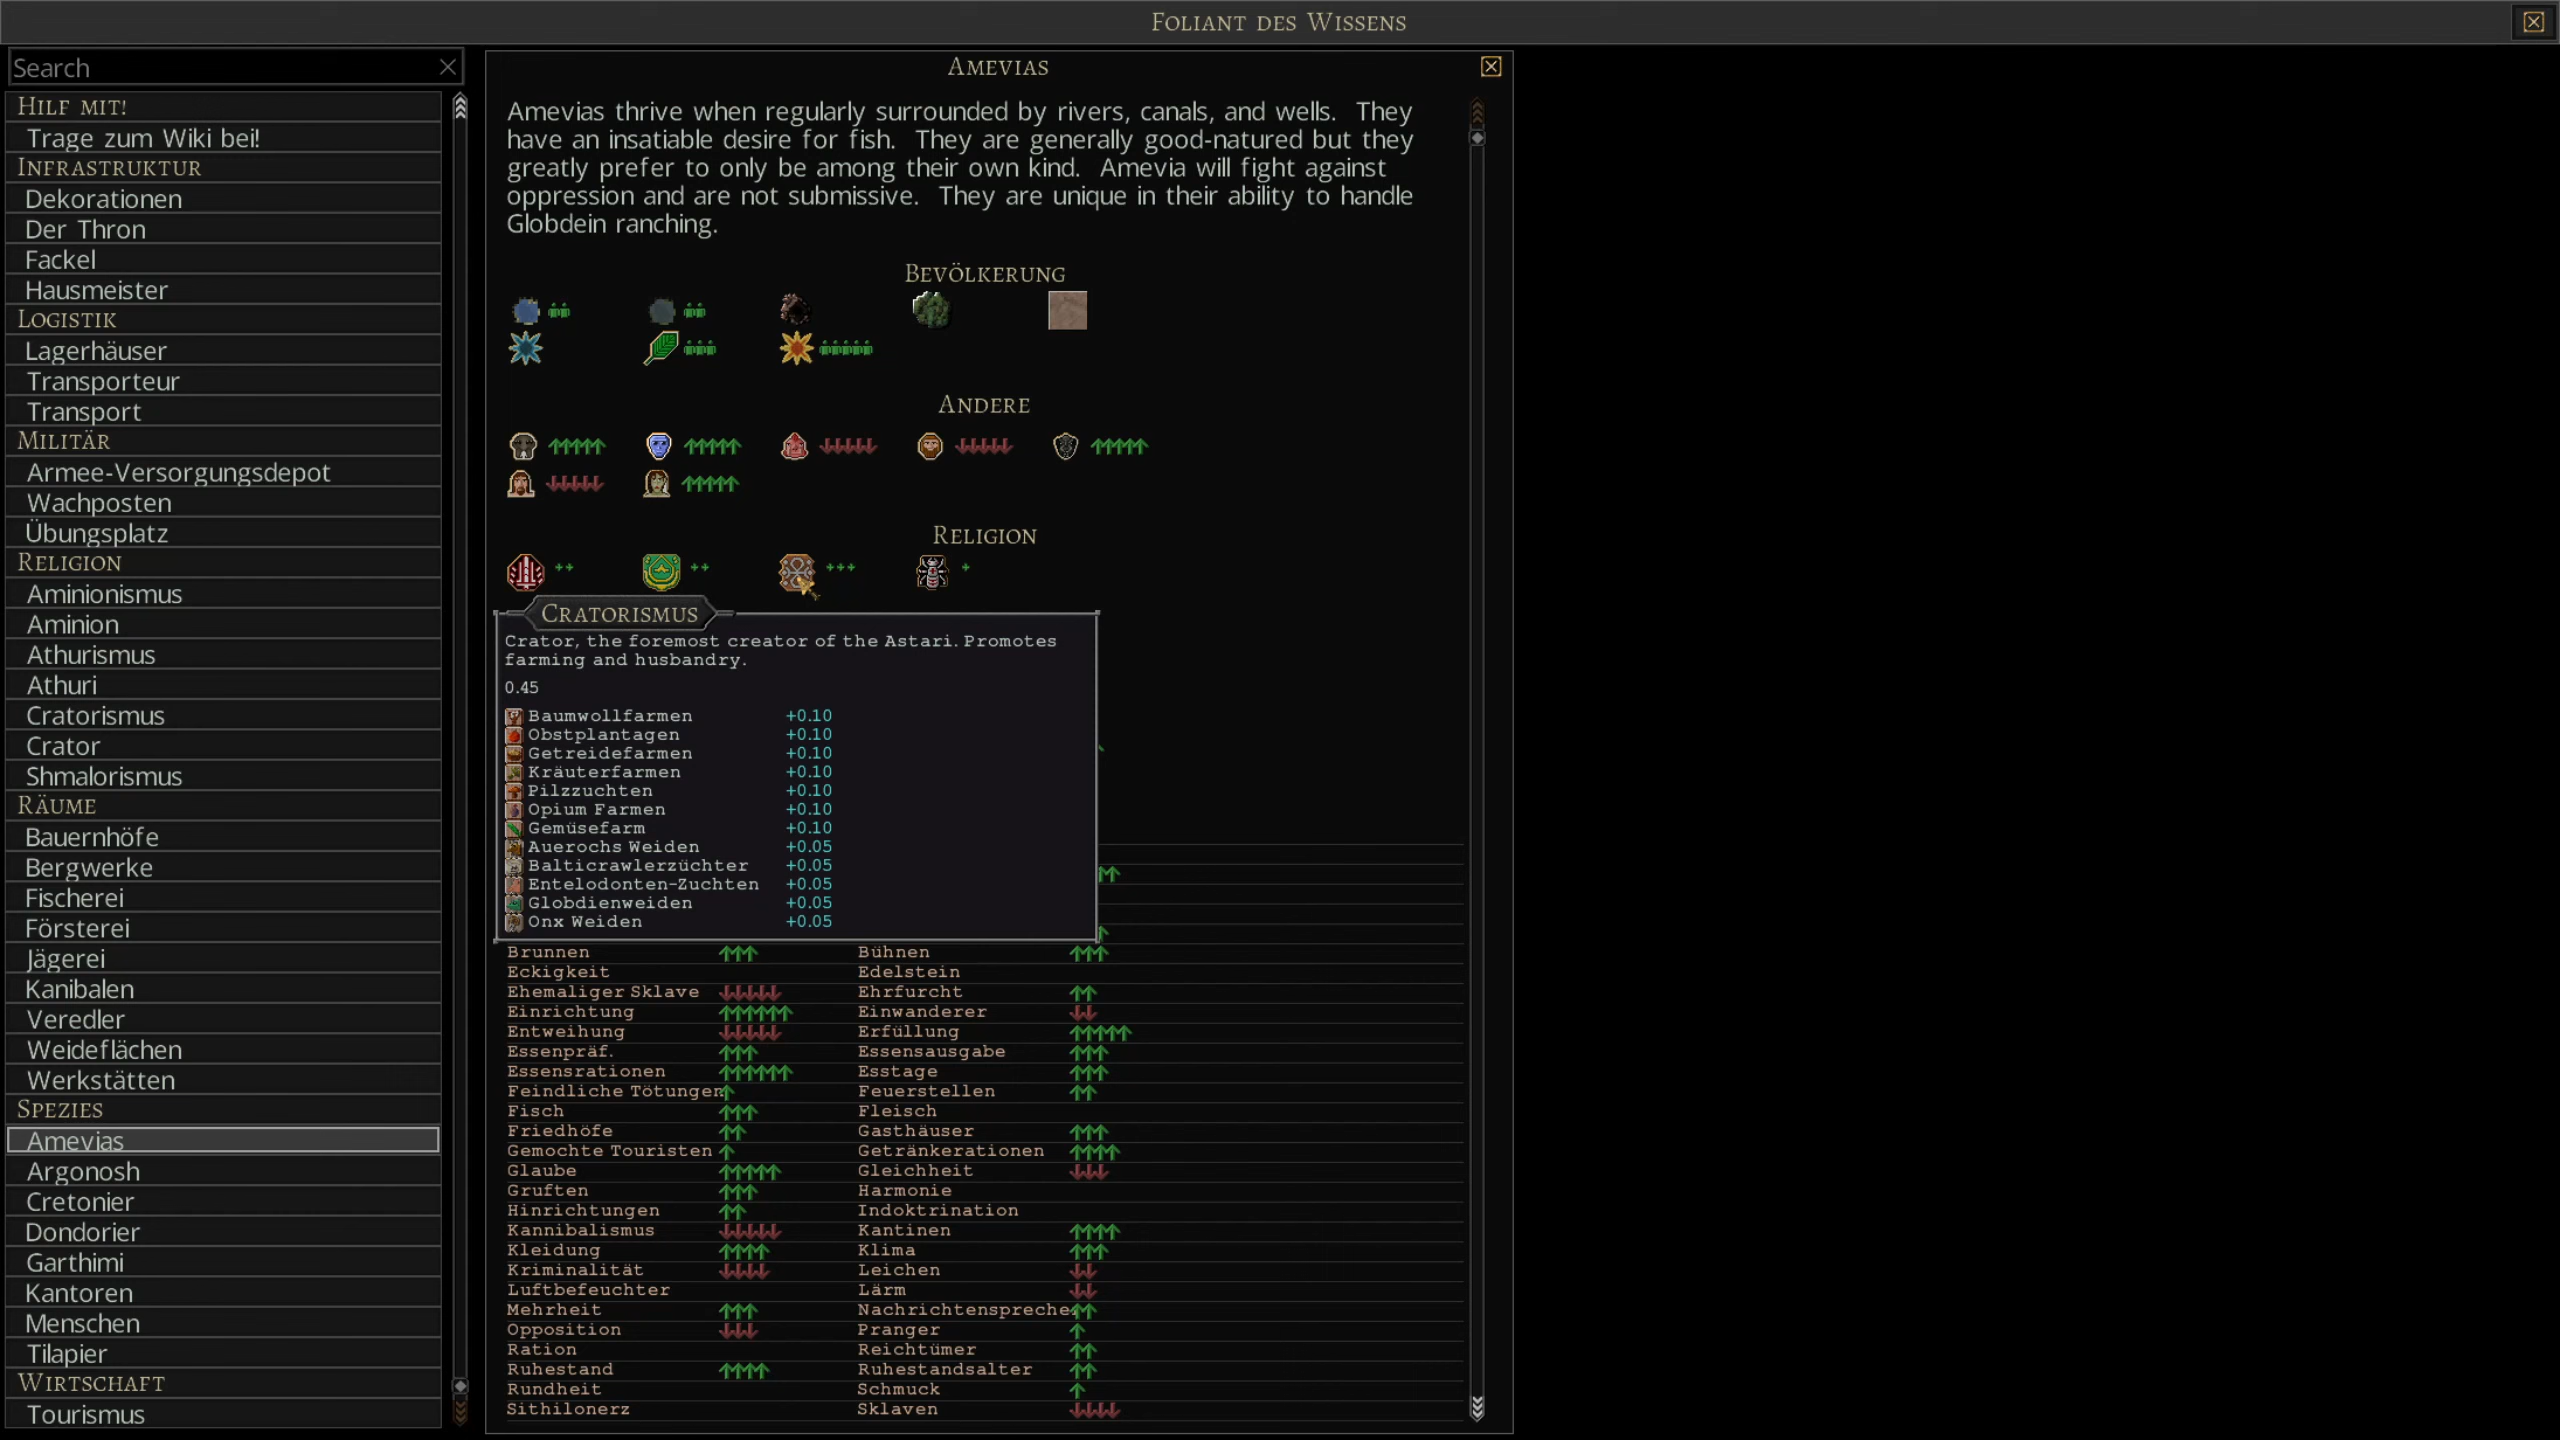 Foliant des Wissens
Search
Hilf mit!
Trage zum Wiki bei!
Infrastruktur
Dekorationen
Der Thron
Fackel
Hausmeister
Logistik
Lagerhäuser
Transporteur
Transport
Militär
Armee-Versorgungsdepot
Wachposten
Übungsplatz
Religion
Aminionismus
Aminion
Athurismus
Athuri
Cratorismus
Crator
Shmalorismus
Räume
Bauernhöfe
Bergwerke
Fischerei
Försterei
Jägerei
Kanibalen
Veredler
Weideflächen
Werkstätten
Spezies
Amevias
Argonosh
Cretonier
Dondorier
Garthimi
Kantoren
Menschen
Tilapier
Wirtschaft
Tourismus
Amevias
Amevias thrive when regularly surrounded by rivers, canals, and wells. They
have an insatiable desire for fish. They are generally good-natured but they
greatly prefer to only be among their own kind. Amevia will fight against
oppression and are not submissive. They are unique in their ability to handle
Globdein ranching.
Bevölkerung
Andere
Religion
++ ++ +++ +
Cratorismus
Crator, the foremost creator of the Astari. Promotes
farming and husbandry.
0.45
Baumwollfarmen +0.10
Obstplantagen +0.10
Getreidefarmen +0.10
Kräuterfarmen +0.10
Pilzzuchten +0.10
Opium Farmen +0.10
Gemüsefarm +0.10
Auerochs Weiden +0.05
Balticrawlerzüchter +0.05
Entelodonten-Zuchten +0.05
Globdienweiden +0.05
Onx Weiden +0.05
Brunnen Bühnen
Eckigkeit Edelstein
Ehemaliger Sklave Ehrfurcht
Einrichtung Einwanderer
Entweihung Erfüllung
Essenpräf. Essensausgabe
Essensrationen Esstage
Feindliche Tötungen Feuerstellen
Fisch Fleisch
Friedhöfe Gasthäuser
Gemochte Touristen Getränkerationen
Glaube Gleichheit
Gruften Harmonie
Hinrichtungen Indoktrination
Kannibalismus Kantinen
Kleidung Klima
Kriminalität Leichen
Luftbefeuchter Lärm
Mehrheit Nachrichtenspreche
Opposition Pranger
Ration Reichtümer
Ruhestand Ruhestandsalter
Rundheit Schmuck
Sithilonerz Sklaven